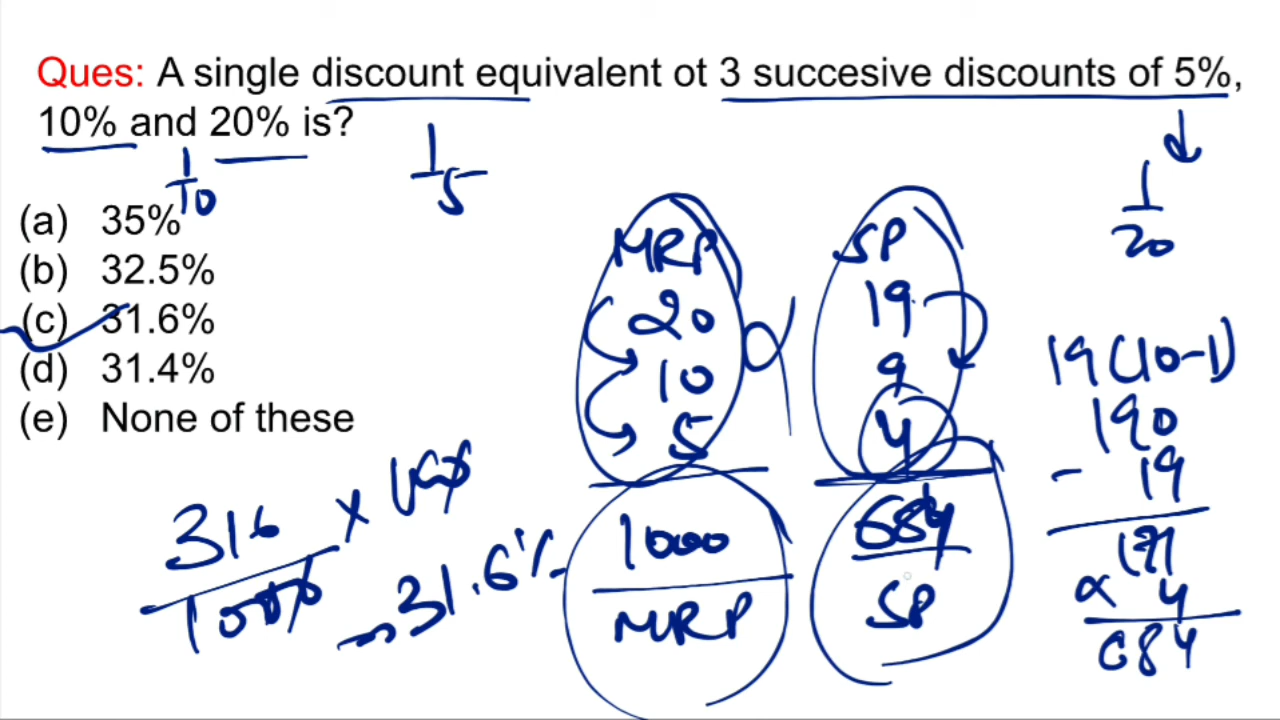 Ques: A single discount equivalent ot 3 succesive discounts of 5%,
10% and 20% is?
1/10
1/5
1/20
(a) 35%
(b) 32.5%
(c) 31.6%
(d) 31.4%
(e) None of these
MRP SP
20 19
10 9
5 4
1000 684
MRP SP
19(10-1)
190
- 19
171
× 4
684
316/1000 × 100
31.6%